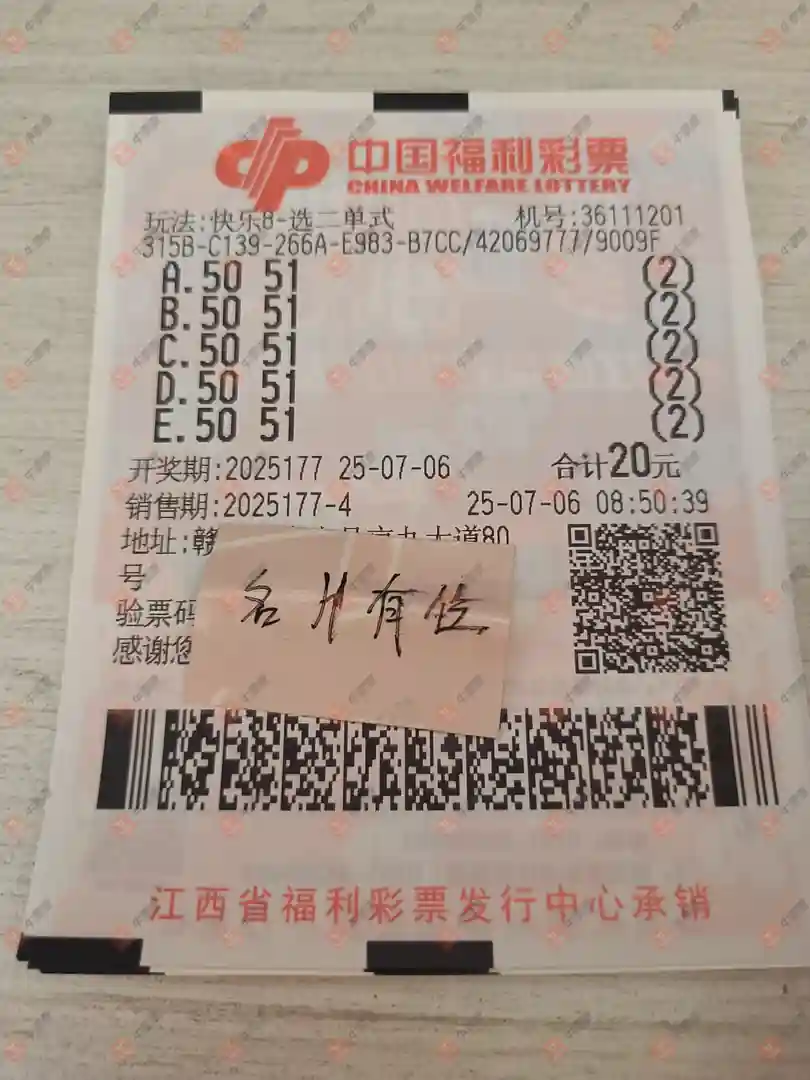 中国福利彩票
CHINA WELFARE LOTTERY
玩法:快乐8-选二单式 机号:36111201
315B-C139-266A-E983-B7CC/42069777/9009F
A.50 51 (2)
B.50 51 (2)
C.50 51 (2)
D.50 51 (2)
E.50 51 (2)
开奖期:2025177 25-07-06 合计20元
销售期:2025177-4 25-07-06 08:50:39
地址:赣 京九大道80
号
验票码
感谢您
名片有位
江西省福利彩票发行中心承销